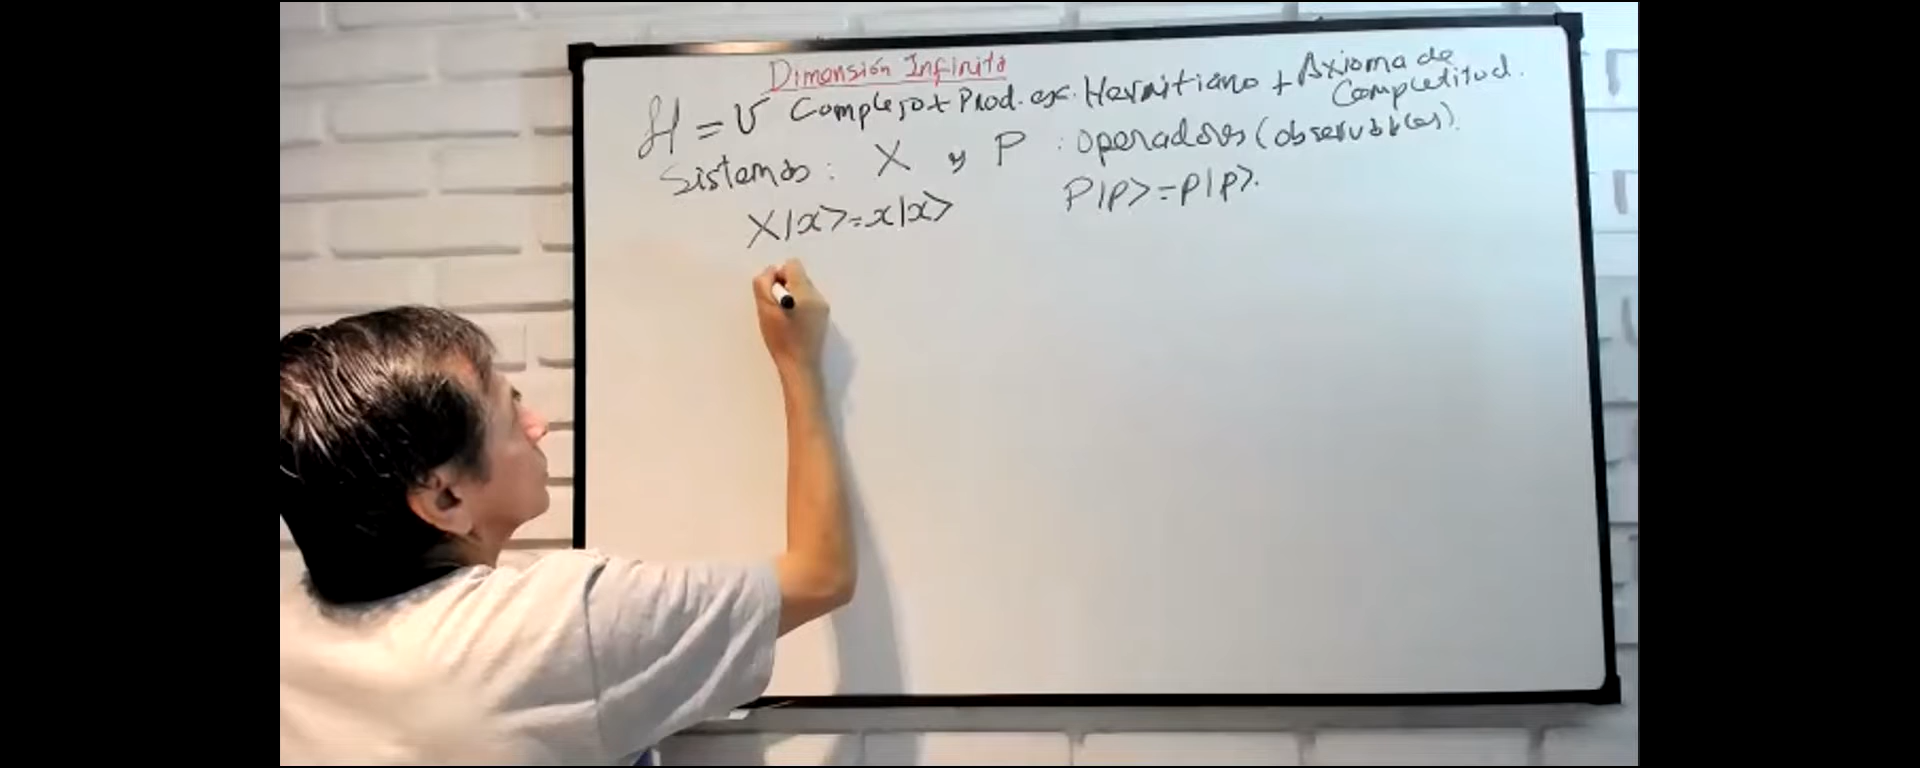 Dimensión Infinita
H = V Complejo + Prod. esc. Hermitiano + Axioma de Completitud.
Sistemas : X y P : operadores (observables).
X|x> = x|x> P|p> = p|p>.